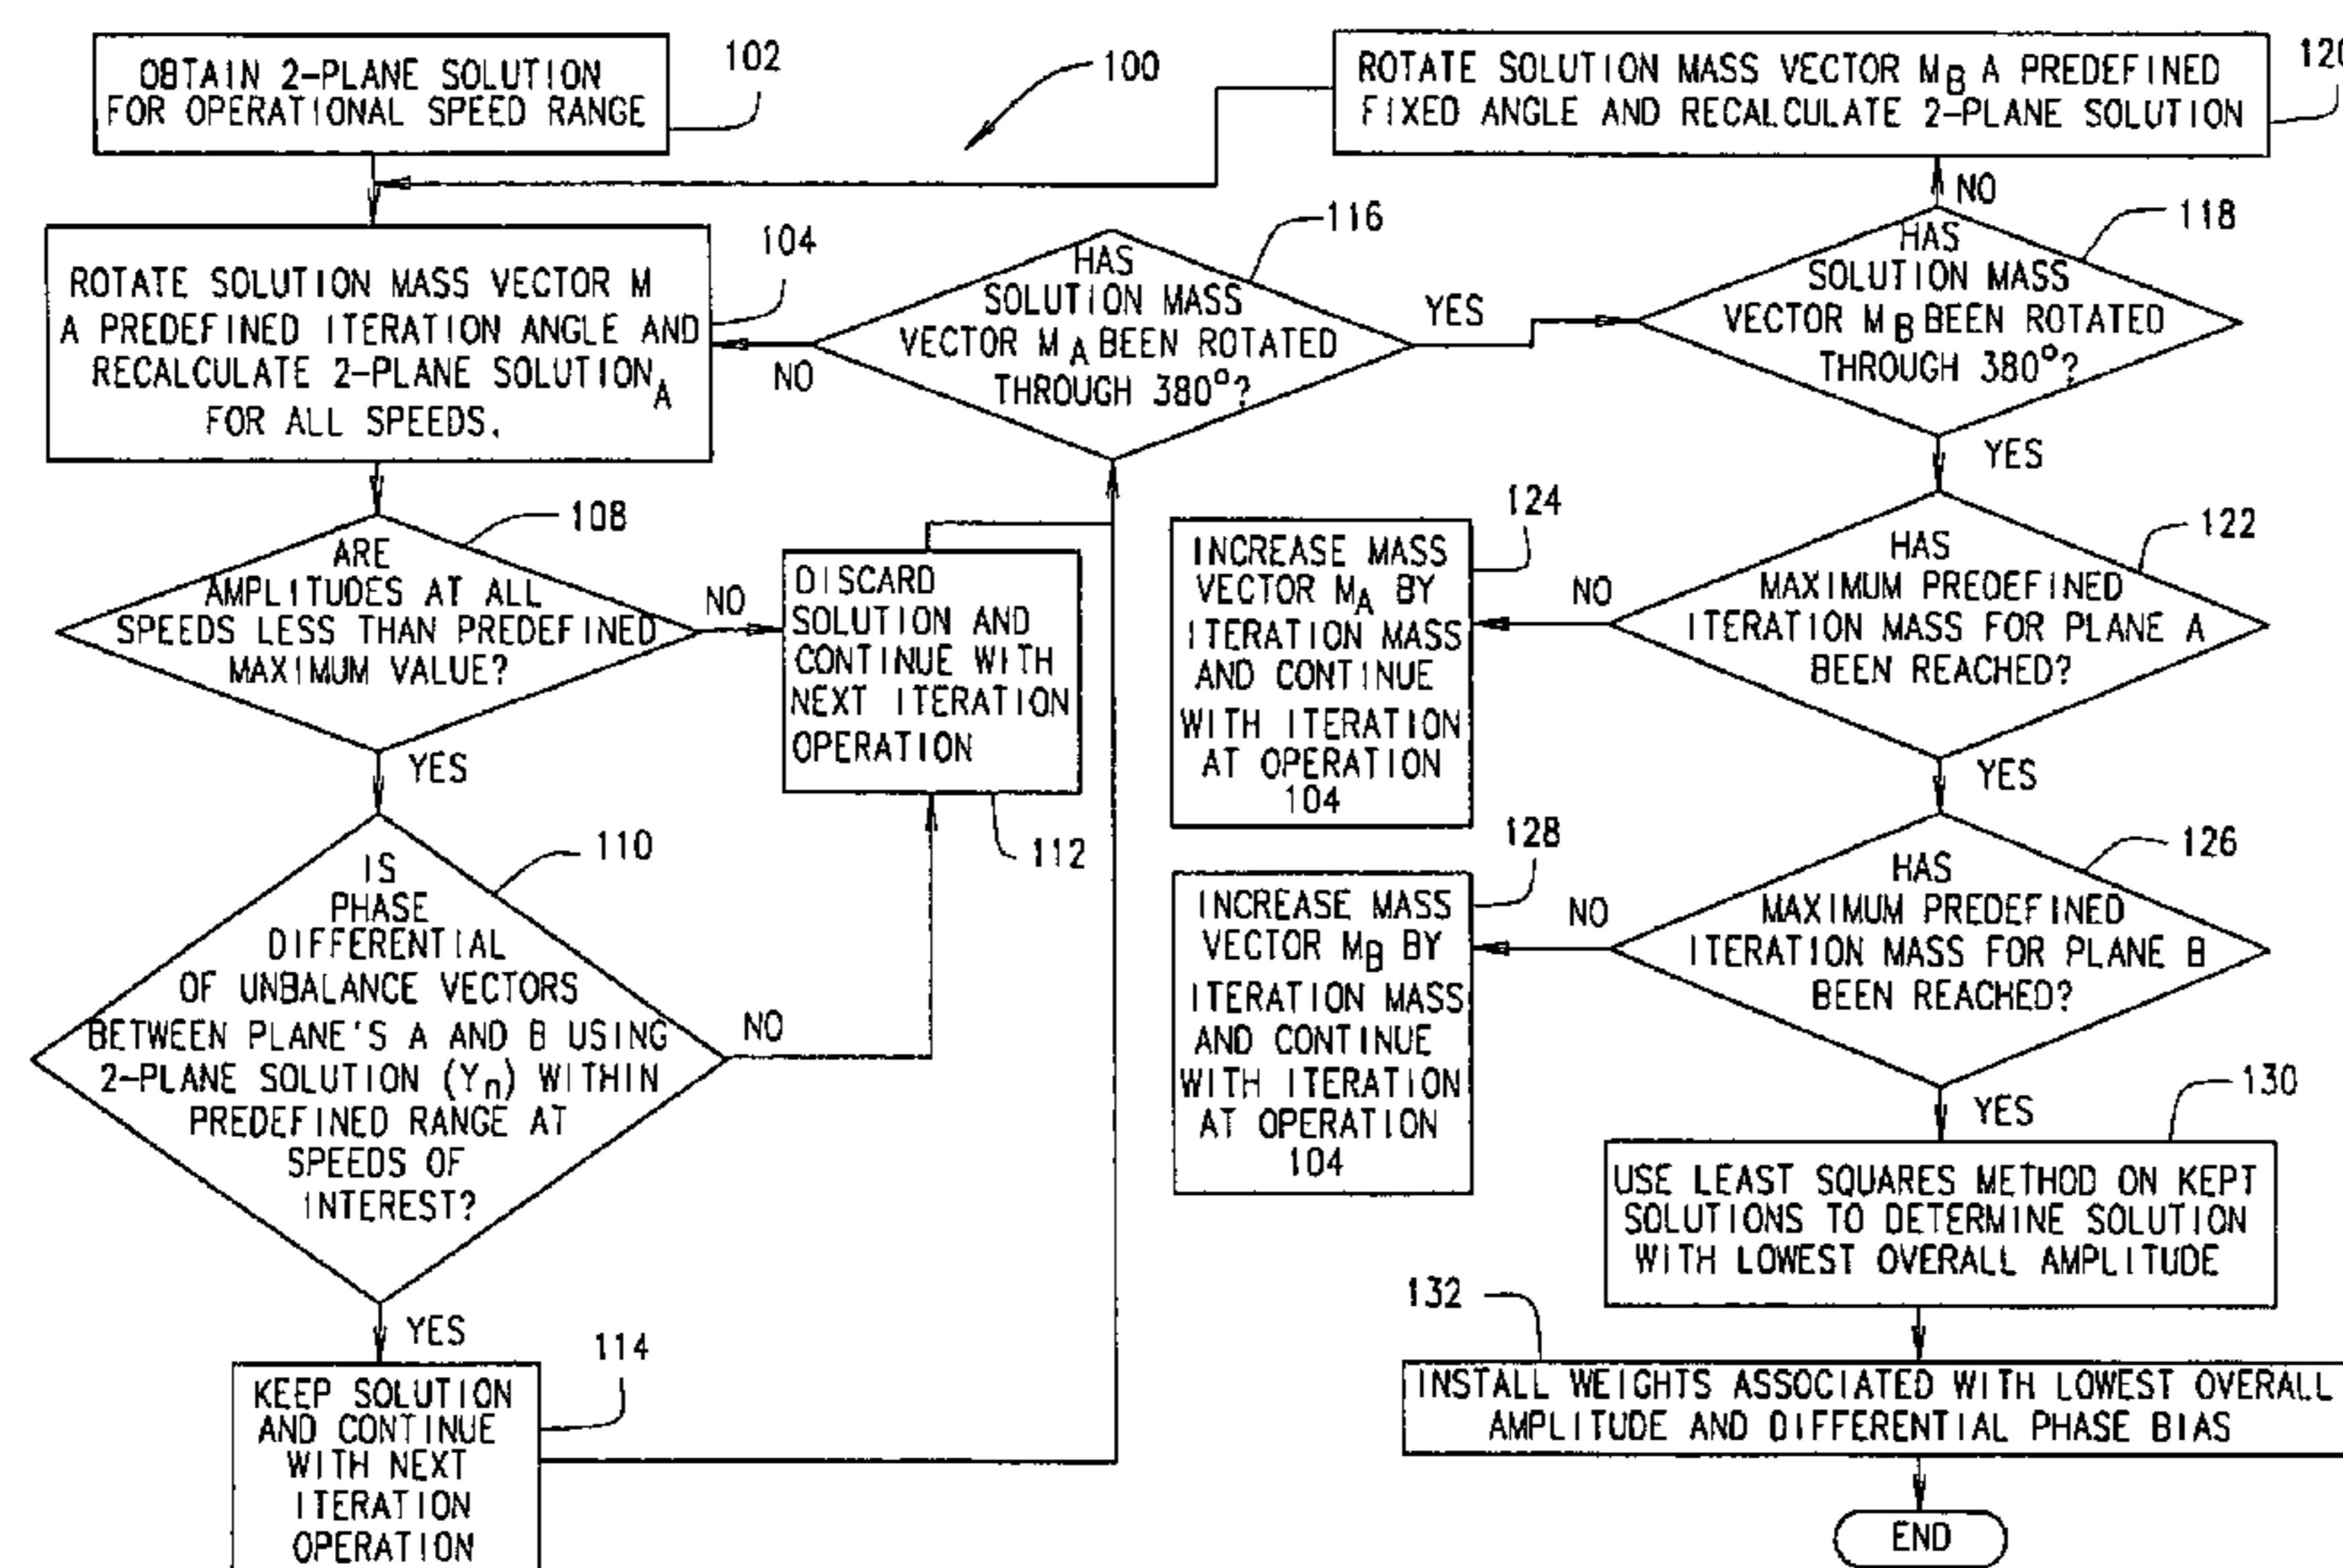 OBTAIN 2-PLANE SOLUTION
FOR OPERATIONAL SPEED RANGE
102
100
ROTATE SOLUTION MASS VECTOR MB A PREDEFINED
FIXED ANGLE AND RECALCULATE 2-PLANE SOLUTION
120
ROTATE SOLUTION MASS VECTOR M
A PREDEFINED ITERATION ANGLE AND
RECALCULATE 2-PLANE SOLUTIONA
FOR ALL SPEEDS.
104
HAS
SOLUTION MASS
VECTOR MA BEEN ROTATED
THROUGH 380°?
116
NO
YES
HAS
SOLUTION MASS
VECTOR MB BEEN ROTATED
THROUGH 380°?
118
NO
YES
ARE
AMPLITUDES AT ALL
SPEEDS LESS THAN PREDEFINED
MAXIMUM VALUE?
108
NO
YES
DISCARD
SOLUTION AND
CONTINUE WITH
NEXT ITERATION
OPERATION
112
INCREASE MASS
VECTOR MA BY
ITERATION MASS
AND CONTINUE
WITH ITERATION
AT OPERATION
104
124
HAS
MAXIMUM PREDEFINED
ITERATION MASS FOR PLANE A
BEEN REACHED?
122
NO
YES
IS
PHASE
DIFFERENTIAL
OF UNBALANCE VECTORS
BETWEEN PLANE'S A AND B USING
2-PLANE SOLUTION (Yn) WITHIN
PREDEFINED RANGE AT
SPEEDS OF
INTEREST?
110
NO
YES
INCREASE MASS
VECTOR MB BY
ITERATION MASS
AND CONTINUE
WITH ITERATION
AT OPERATION
104
128
HAS
MAXIMUM PREDEFINED
ITERATION MASS FOR PLANE B
BEEN REACHED?
126
NO
YES
KEEP SOLUTION
AND CONTINUE
WITH NEXT
ITERATION
OPERATION
114
USE LEAST SQUARES METHOD ON KEPT
SOLUTIONS TO DETERMINE SOLUTION
WITH LOWEST OVERALL AMPLITUDE
130
132
INSTALL WEIGHTS ASSOCIATED WITH LOWEST OVERALL
AMPLITUDE AND DIFFERENTIAL PHASE BIAS
END